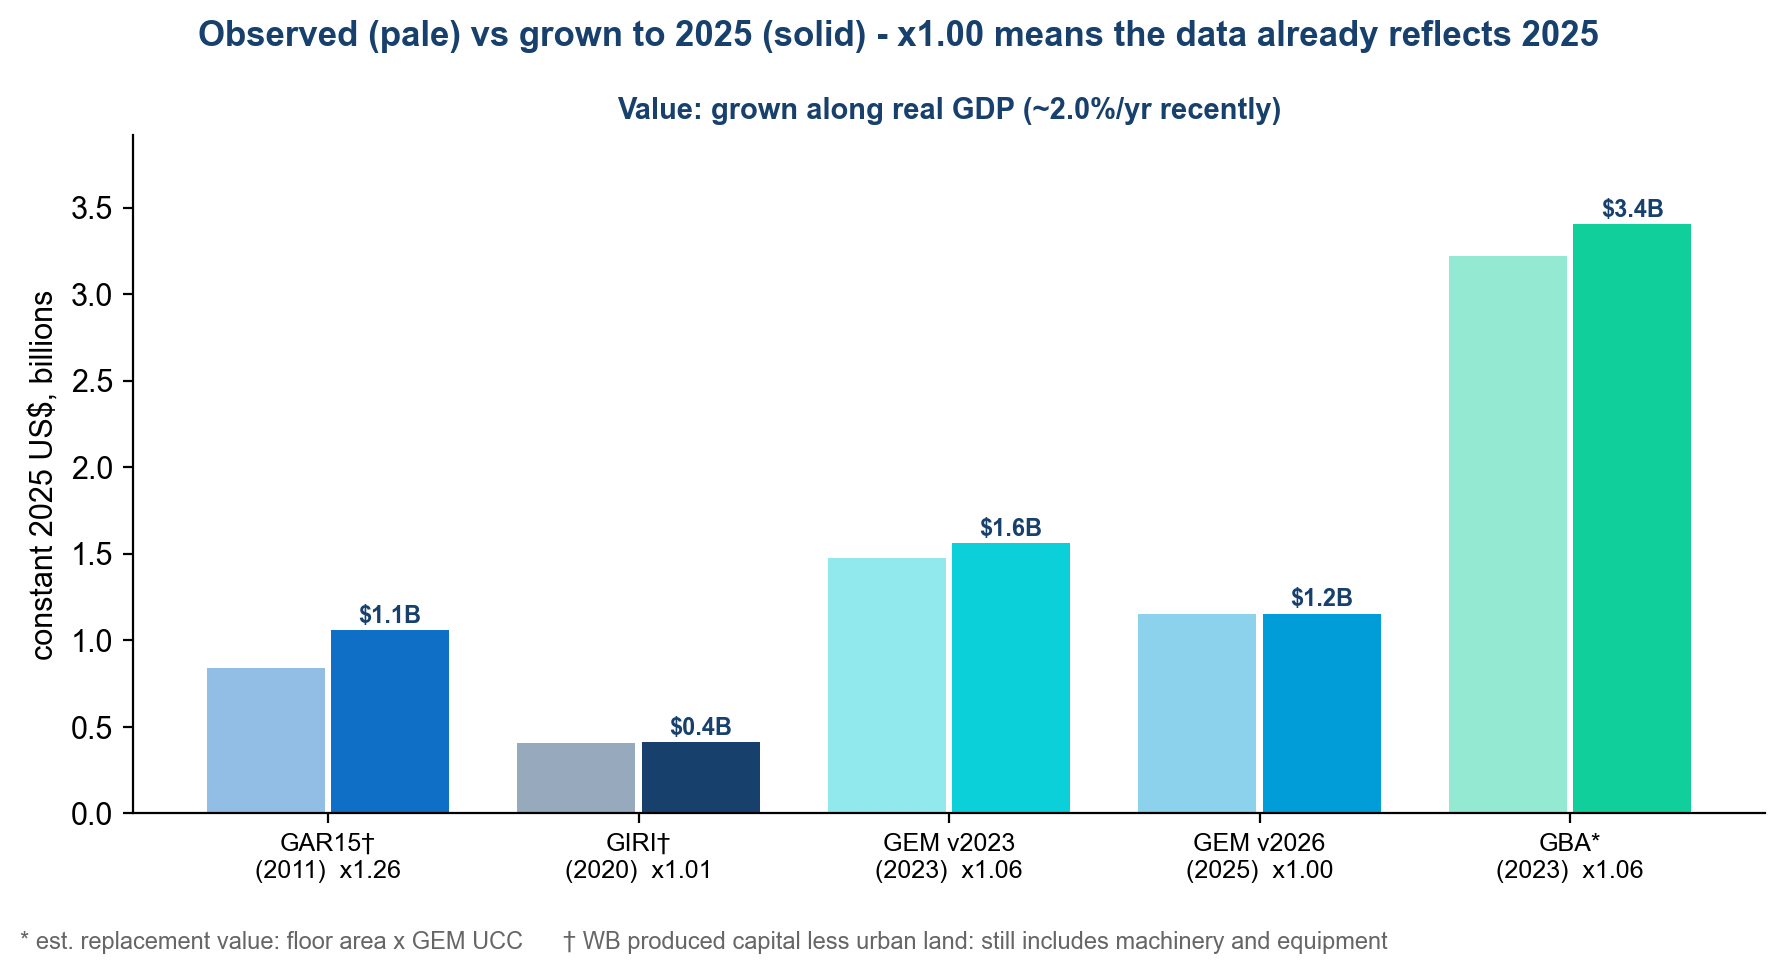 Observed (pale) vs grown to 2025 (solid) - x1.00 means the data already reflects 2025
Value: grown along real GDP (~2.0%/yr recently)
constant 2025 US$, billions
3.5
3.0
2.5
2.0
1.5
1.0
0.5
0.0
$1.1B
$0.4B
$1.6B
$1.2B
$3.4B
GAR15†
(2011) x1.26
GIRI†
(2020) x1.01
GEM v2023
(2023) x1.06
GEM v2026
(2025) x1.00
GBA*
(2023) x1.06
* est. replacement value: floor area x GEM UCC † WB produced capital less urban land: still includes machinery and equipment